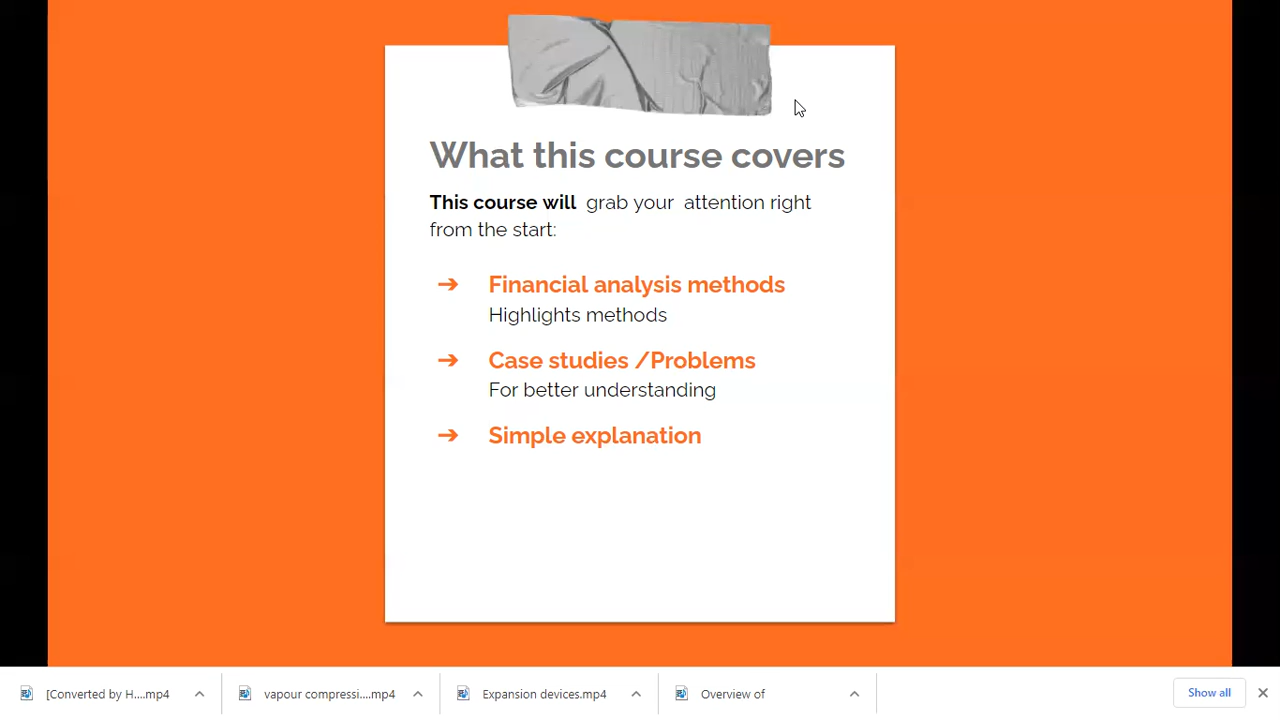 What this course covers
This course will grab your attention right
from the start:
➔ Financial analysis methods
Highlights methods
➔ Case studies /Problems
For better understanding
➔ Simple explanation
[Converted by H....mp4
vapour compressi....mp4
Expansion devices.mp4
Overview of
Show all